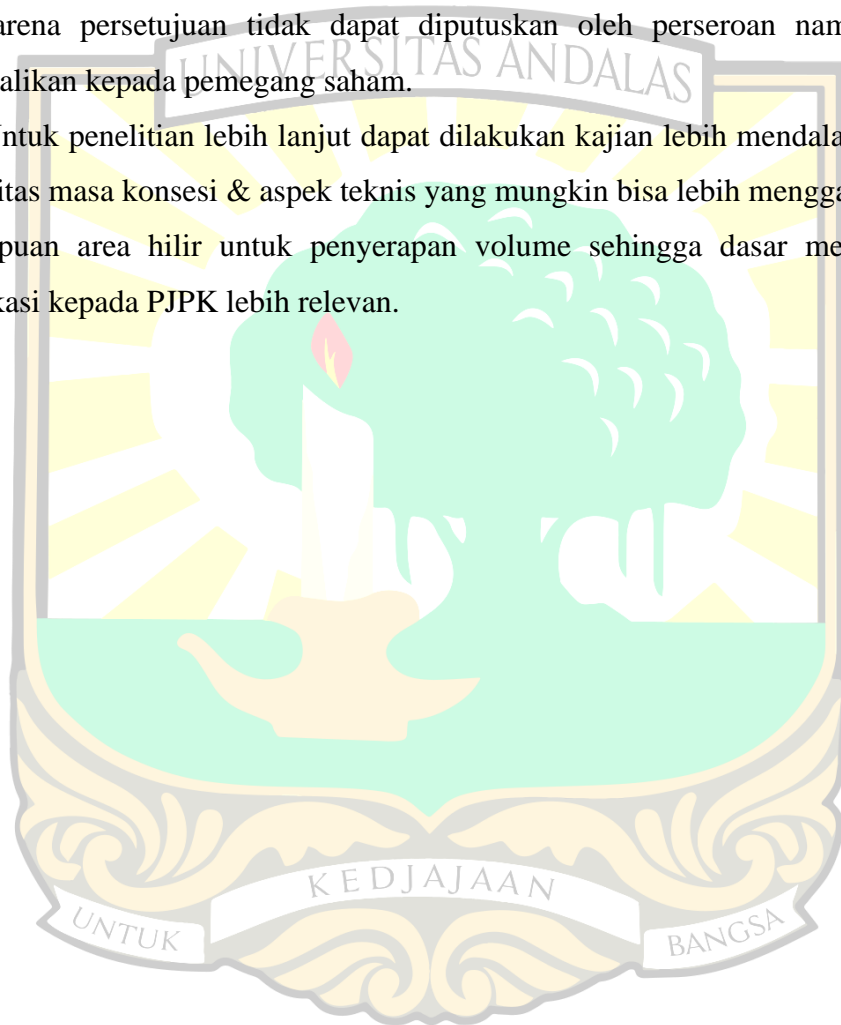 arena persetujuan tidak dapat diputuskan oleh perseroan nam
alikan kepada pemegang saham.
UNIVERSITAS ANDALAS
ntuk penelitian lebih lanjut dapat dilakukan kajian lebih mendala
itas masa konsesi & aspek teknis yang mungkin bisa lebih mengga
puan area hilir untuk penyerapan volume sehingga dasar me
kasi kepada PJPK lebih relevan.
UNTUK KEDJAJAAN BANGSA